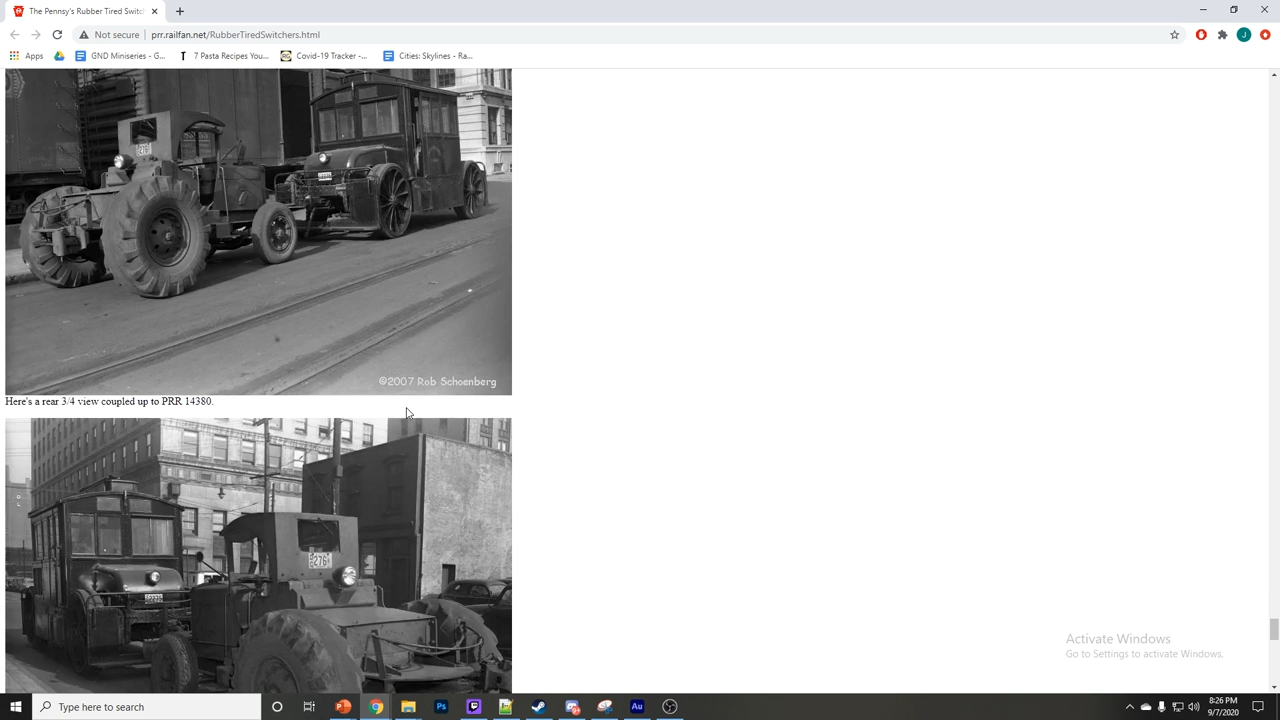 The Pennsy's Rubber Tired Switc
Not secure | prr.railfan.net/RubberTiredSwitchers.html
J
Apps
GND Miniseries - G...
7 Pasta Recipes You...
Covid-19 Tracker -...
Cities: Skylines - Ra...
©2007 Rob Schoenberg
Here's a rear 3/4 view coupled up to PRR 14380.
Activate Windows
Go to Settings to activate Windows.
Type here to search
8:26 PM
9/7/2020